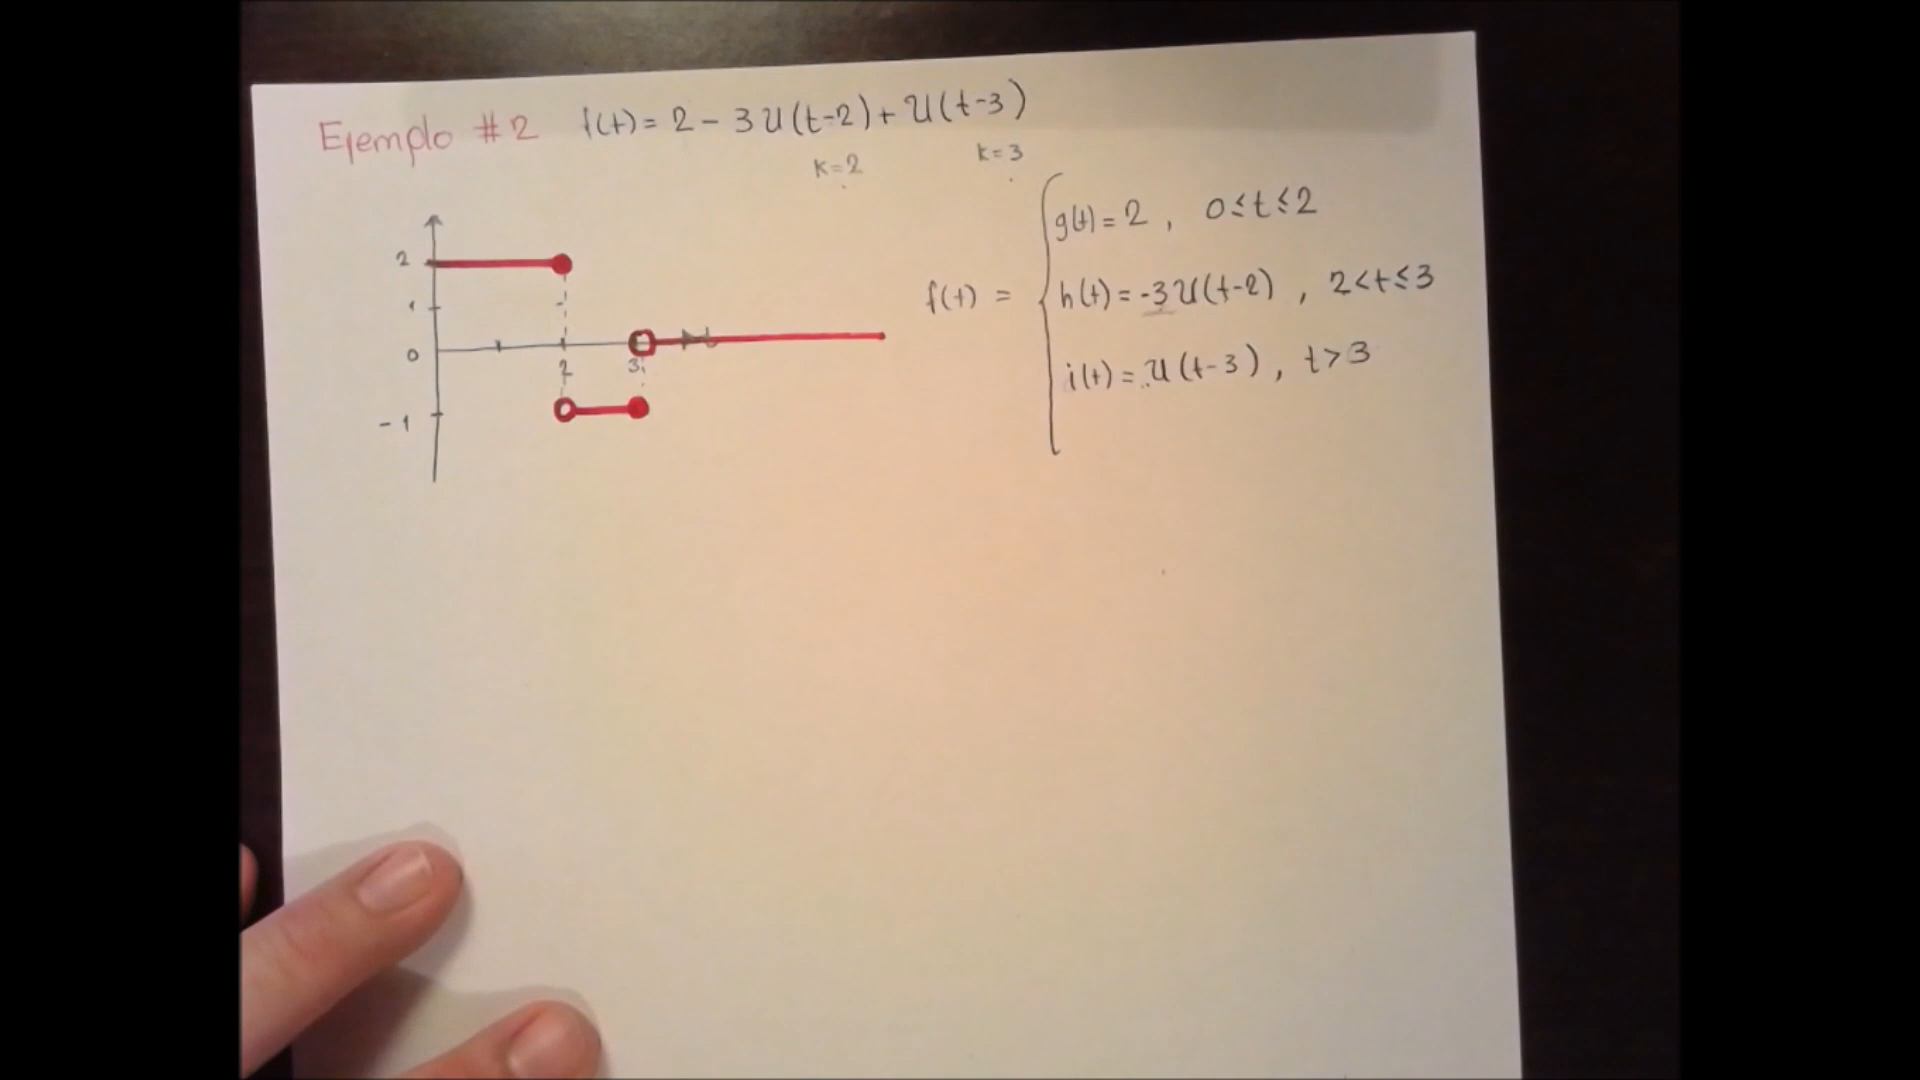 Ejemplo #2 f(t) = 2 - 3 U(t-2) + U(t-3)
k=2 k=3
g(t) = 2 , 0 ≤ t ≤ 2
f(t) = h(t) = -3 U(t-2) , 2 < t ≤ 3
i(t) = U(t-3) , t > 3
2
1
0
2 3
-1